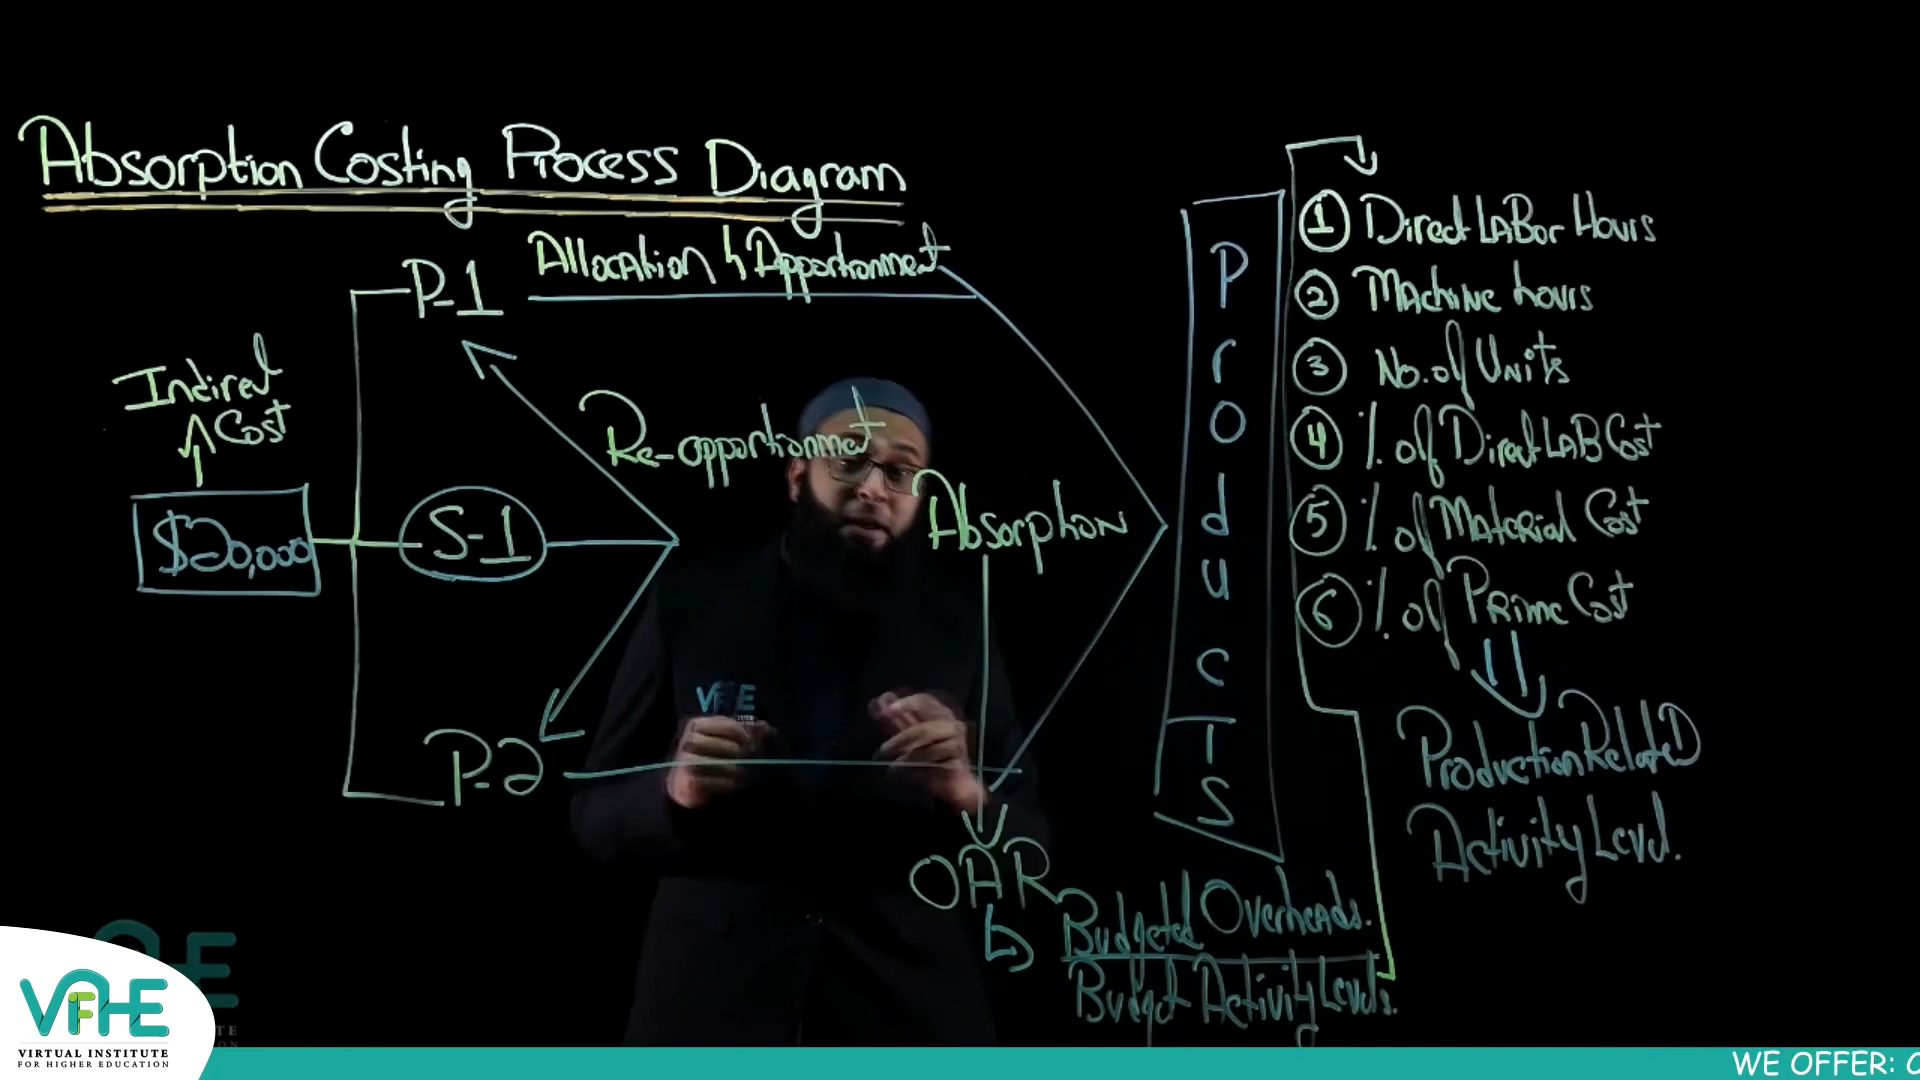 Absorption Costing Process Diagram
P-1
Allocation & Apportionment
Indirect
Cost
$20,000
S-1
Re-apportionmet
Absorption
P-2
OAR
Budgeted Overheads.
Budget Activity Levels.
Products
1 Direct LABor Hours
2 Machine hours
3 No. of Units
4 % of Direct LAB Cost
5 % of Material Cost
6 % of Prime Cost
Production Related
Activity Level.
VIFHE
VIFHE
VIRTUAL INSTITUTE
FOR HIGHER EDUCATION
WE OFFER: